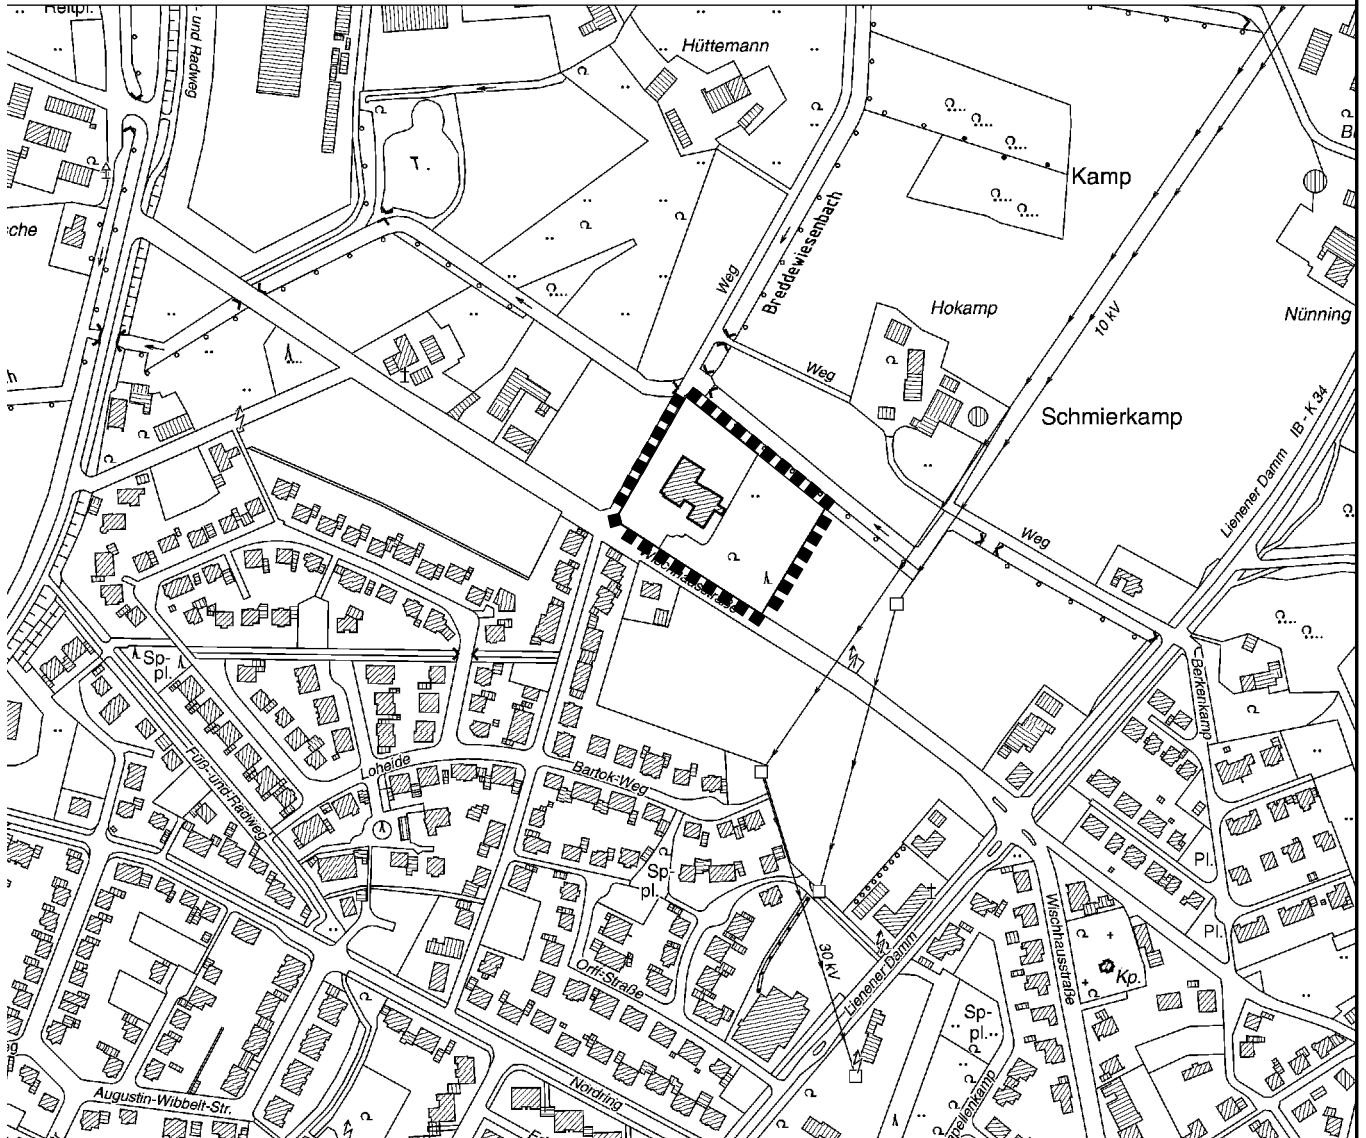 Reitpl.
- und Radweg
Hüttemann
T.
Kamp
Breddewiesenbach
Weg
Hokamp
10 kV
Nünning
Weg
Schmierkamp
IB - K 34
Lienener Damm
Weg
Berkenkamp
Sp-
pl.
Fuß- und Radweg
Loheide
Bartok-Weg
Sp-
pl.
Pl.
Pl.
Wischhausstraße
Kp.
30 kV
Lienener Damm
Orff-Straße
Sp-
pl.
Nordring
Augustin-Wibbelt-Str.